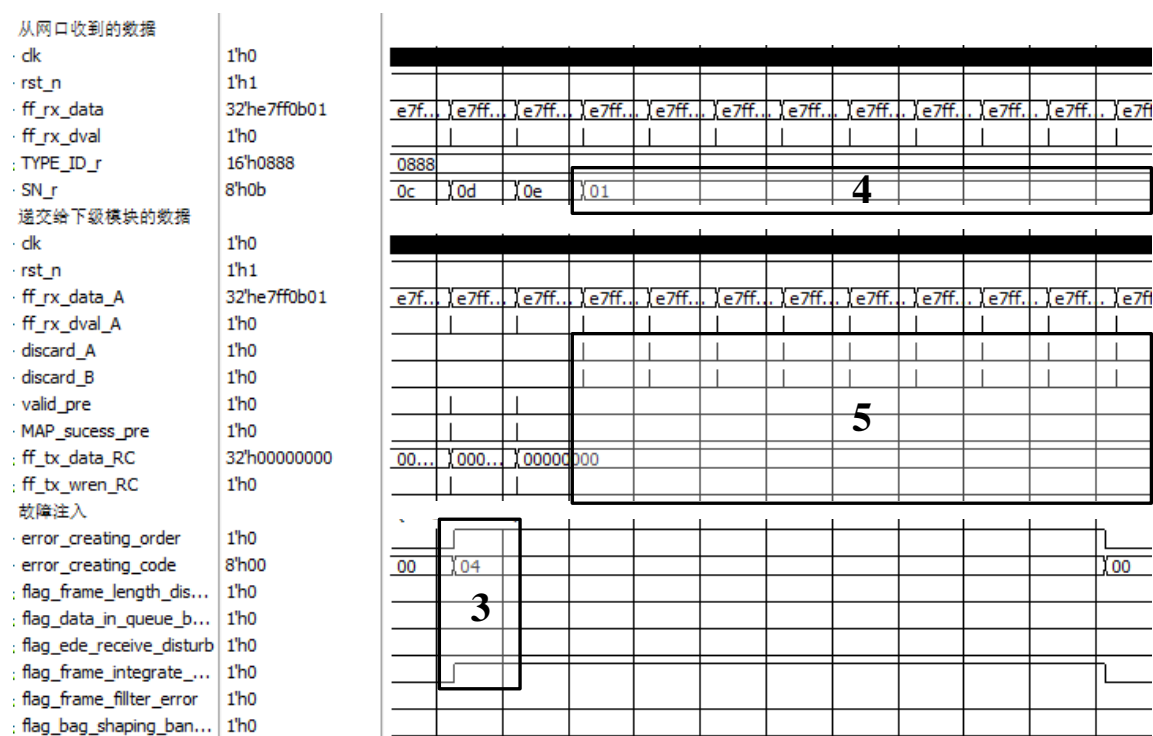 从网口收到的数据
clk 1'h0
rst_n 1'h1
ff_rx_data 32'he7ff0b01 e7f... e7ff... e7ff... e7ff... e7ff... e7ff... e7ff... e7ff... e7ff... e7ff... e7ff... e7ff
ff_rx_dval 1'h0
TYPE_ID_r 16'h0888 0888
SN_r 8'h0b 0c 0d 0e 01 4
递交给下级模块的数据
clk 1'h0
rst_n 1'h1
ff_rx_data_A 32'he7ff0b01 e7f... e7ff... e7ff... e7ff... e7ff... e7ff... e7ff... e7ff... e7ff... e7ff... e7ff... e7ff
ff_rx_dval_A 1'h0
discard_A 1'h0
discard_B 1'h0
valid_pre 1'h0 5
MAP_sucess_pre 1'h0
ff_tx_data_RC 32'h00000000 00... 000... 00000000
ff_tx_wren_RC 1'h0
故障注入
error_creating_order 1'h0
error_creating_code 8'h00 00 04 00
flag_frame_length_dis... 1'h0
flag_data_in_queue_b... 1'h0 3
flag_ede_receive_disturb 1'h0
flag_frame_integrate_... 1'h0
flag_frame_fillter_error 1'h0
flag_bag_shaping_ban... 1'h0